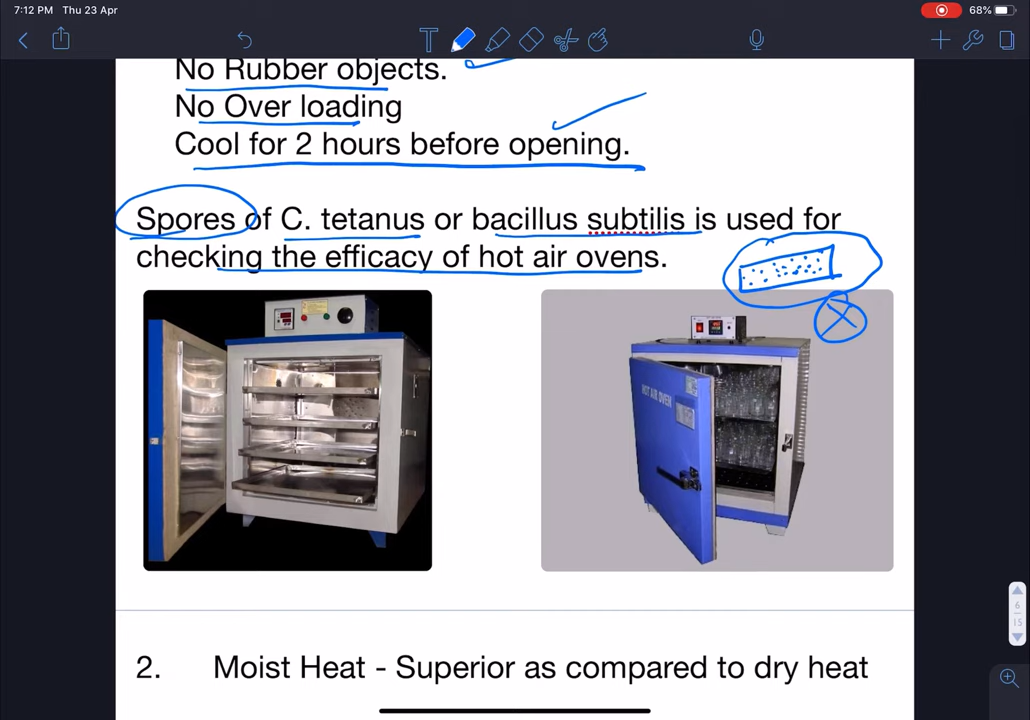 7:12 PM Thu 23 Apr
68%
No Rubber objects.
No Over loading
Cool for 2 hours before opening.
Spores of C. tetanus or bacillus subtilis is used for
checking the efficacy of hot air ovens.
HOT AIR OVEN
6
15
2. Moist Heat - Superior as compared to dry heat